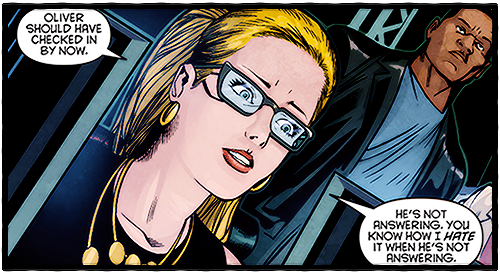 OLIVER
SHOULD HAVE
CHECKED IN
BY NOW.
HE'S NOT
ANSWERING. YOU
KNOW HOW I HATE
IT WHEN HE'S NOT
ANSWERING.